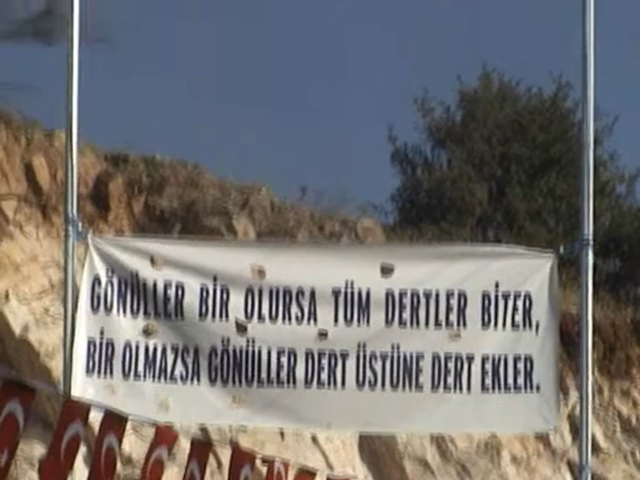 GÖNÜLLER BİR OLURSA TÜM DERTLER BİTER,
BİR OLMAZSA GÖNÜLLER DERT ÜSTÜNE DERT EKLER.